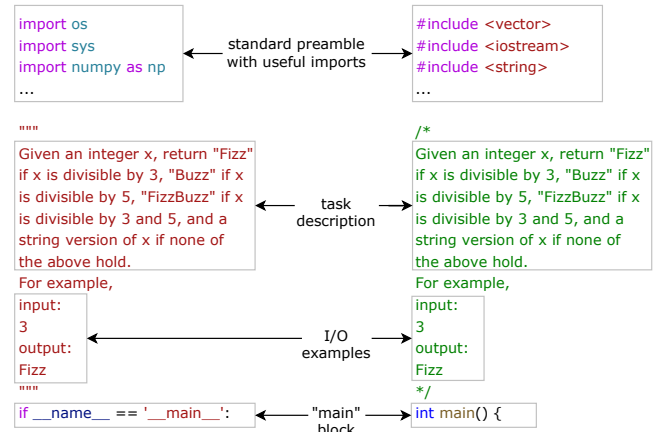 import os
import sys
import numpy as np
...
standard preamble
with useful imports
#include <vector>
#include <iostream>
#include <string>
...
"""
Given an integer x, return "Fizz"
if x is divisible by 3, "Buzz" if x
is divisible by 5, "FizzBuzz" if x
is divisible by 3 and 5, and a
string version of x if none of
the above hold.
For example,
input:
3
output:
Fizz
"""
if __name__ == '__main__':
task
description
I/O
examples
"main"
block
/*
Given an integer x, return "Fizz"
if x is divisible by 3, "Buzz" if x
is divisible by 5, "FizzBuzz" if x
is divisible by 3 and 5, and a
string version of x if none of
the above hold.
For example,
input:
3
output:
Fizz
*/
int main() {